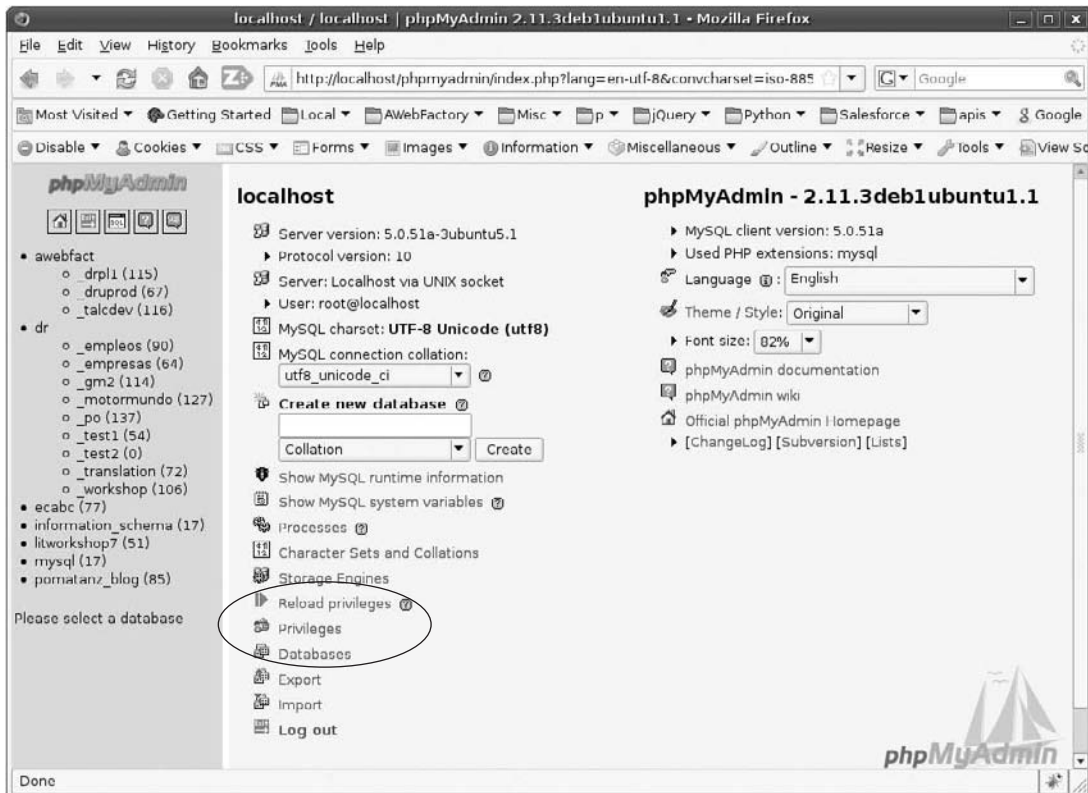 localhost / localhost | phpMyAdmin 2.11.3deb1ubuntu1.1 - Mozilla Firefox
File Edit View History Bookmarks Tools Help
http://localhost/phpmyadmin/index.php?lang=en-utf-8&convcharset=iso-885
Google
Most Visited Getting Started Local AWebFactory Misc p jQuery Python Salesforce apis Google
Disable Cookies CSS Forms Images Information Miscellaneous Outline Resize Tools View Sc
phpMyAdmin
SQL
awebfact
_drpl1 (115)
_druprod (67)
_talcdev (116)
dr
_empleos (90)
_empresas (64)
_gm2 (114)
_motormundo (127)
_po (137)
_test1 (54)
_test2 (0)
_translation (72)
_workshop (106)
ecabc (77)
information_schema (17)
litworkshop7 (51)
mysql (17)
pornatanz_blog (85)
Please select a database
localhost
Server version: 5.0.51a-3ubuntu5.1
Protocol version: 10
Server: Localhost via UNIX socket
User: root@localhost
MySQL charset: UTF-8 Unicode (utf8)
MySQL connection collation:
utf8_unicode_ci
Create new database
Collation Create
Show MySQL runtime information
Show MySQL system variables
Processes
Character Sets and Collations
Storage Engines
Reload privileges
Privileges
Databases
Export
Import
Log out
phpMyAdmin - 2.11.3deb1ubuntu1.1
MySQL client version: 5.0.51a
Used PHP extensions: mysql
Language : English
Theme / Style: Original
Font size: 82%
phpMyAdmin documentation
phpMyAdmin wiki
Official phpMyAdmin Homepage
[ChangeLog] [Subversion] [Lists]
phpMyAdmin
Done